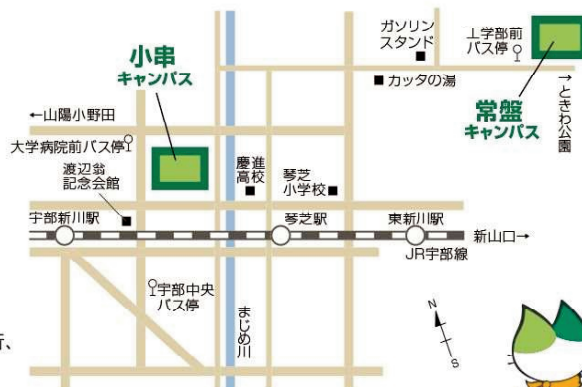 ガソリン
スタンド
工学部前
バス停
小串
キャンパス
カッタの湯
常盤
キャンパス
→ときわ公園
←山陽小野田
大学病院前バス停
渡辺翁
記念会館
慶進
高校
琴芝
小学校
宇部新川駅
琴芝駅
東新川駅
新山口→
JR宇部線
宇部中央
バス停
まじめ川
N
S
行、